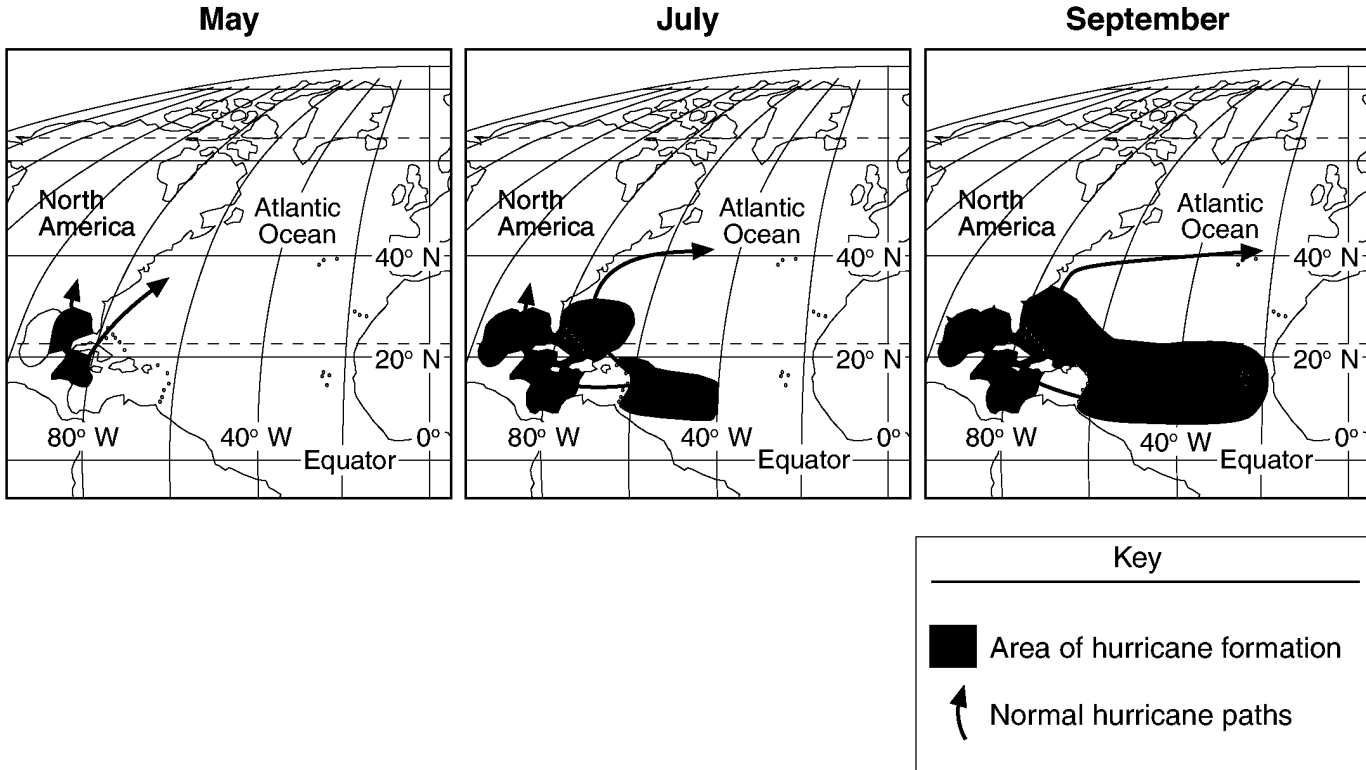 May
North
America
Atlantic
Ocean
40° N
20° N
80° W
40° W
0°
Equator
July
North
America
Atlantic
Ocean
40° N
20° N
80° W
40° W
0°
Equator
September
North
America
Atlantic
Ocean
40° N
20° N
80° W
40° W
0°
Equator
Key
Area of hurricane formation
Normal hurricane paths